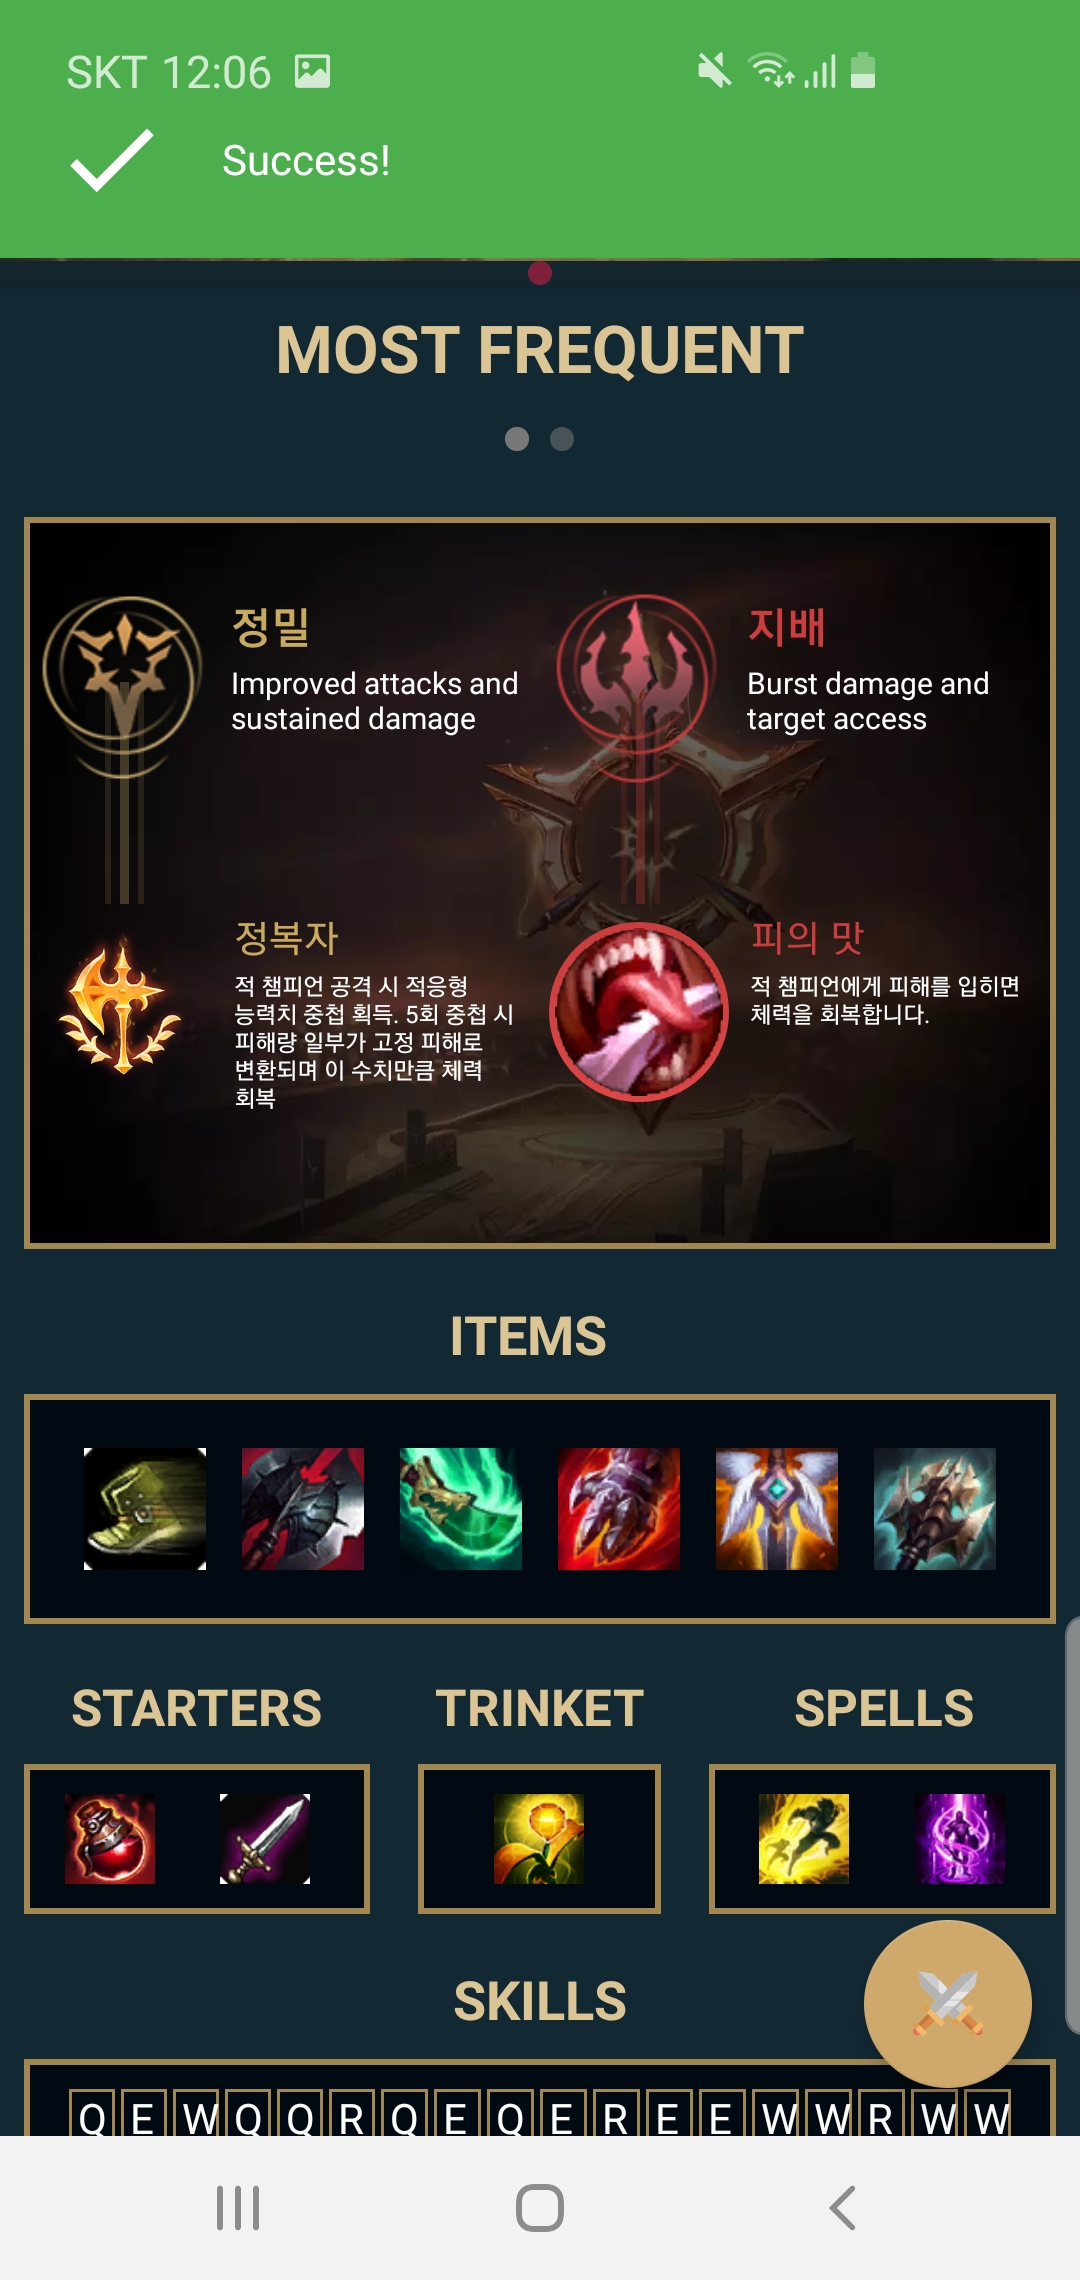 SKT 12:06
Success!
MOST FREQUENT
정밀
Improved attacks and
sustained damage
지배
Burst damage and
target access
정복자
적 챔피언 공격 시 적응형
능력치 중첩 획득. 5회 중첩 시
피해량 일부가 고정 피해로
변환되며 이 수치만큼 체력
회복
피의 맛
적 챔피언에게 피해를 입히면
체력을 회복합니다.
ITEMS
STARTERS TRINKET SPELLS
SKILLS
Q E W Q Q R Q E Q E R E E W W R W W